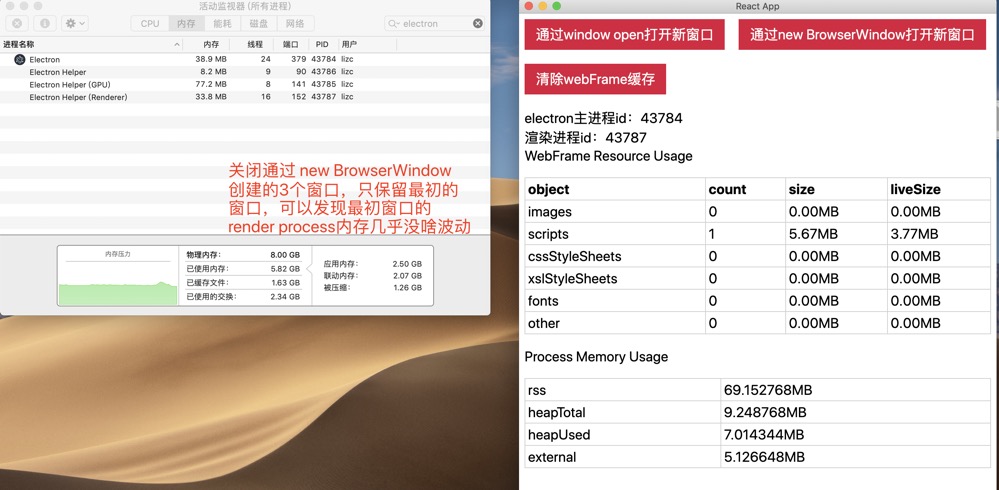 活动监视器 (所有进程)
CPU 内存 能耗 磁盘 网络
electron
进程名称 内存 线程 端口 PID 用户
Electron 38.9 MB 24 379 43784 lizc
Electron Helper 8.2 MB 9 90 43786 lizc
Electron Helper (GPU) 77.2 MB 8 141 43785 lizc
Electron Helper (Renderer) 33.8 MB 16 152 43787 lizc
关闭通过 new BrowserWindow
创建的3个窗口，只保留最初的
窗口，可以发现最初窗口的
render process内存几乎没啥波动
内存压力
物理内存： 8.00 GB
已使用内存： 5.82 GB
已缓存文件： 1.63 GB
已使用的交换： 2.34 GB
应用内存： 2.50 GB
联动内存： 2.07 GB
被压缩： 1.26 GB
React App
通过window open打开新窗口
通过new BrowserWindow打开新窗口
清除webFrame缓存
electron主进程id：43784
渲染进程id：43787
WebFrame Resource Usage
object count size liveSize
images 0 0.00MB 0.00MB
scripts 1 5.67MB 3.77MB
cssStyleSheets 0 0.00MB 0.00MB
xslStyleSheets 0 0.00MB 0.00MB
fonts 0 0.00MB 0.00MB
other 0 0.00MB 0.00MB
Process Memory Usage
rss 69.152768MB
heapTotal 9.248768MB
heapUsed 7.014344MB
external 5.126648MB